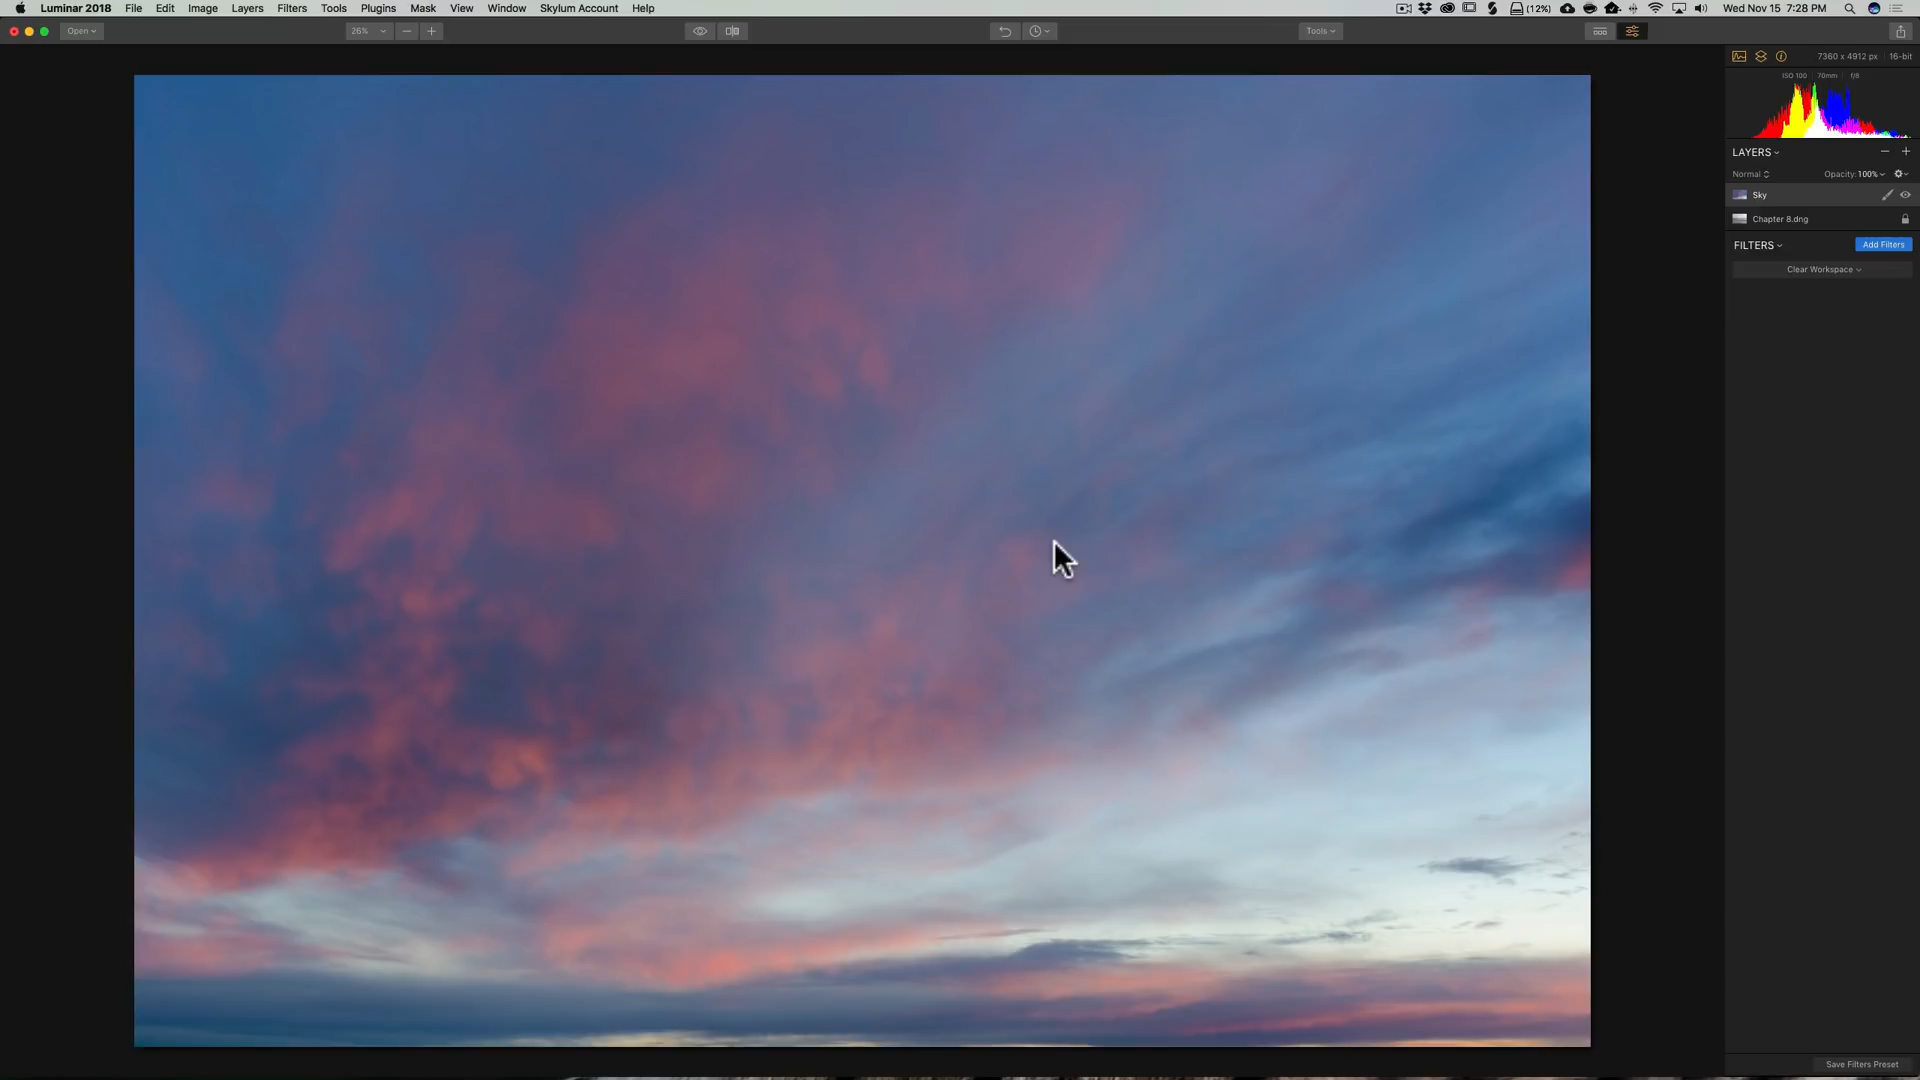 Luminar 2018 File Edit Image Layers Filters Tools Plugins Mask View Window Skylum Account Help (12%) Wed Nov 15 7:28 PM
Open 26% Tools
7360 x 4912 px 16-bit
ISO 100 70mm f/8
LAYERS
Normal Opacity: 100%
Sky
Chapter 8.dng
FILTERS Add Filters
Clear Workspace
Save Filters Preset